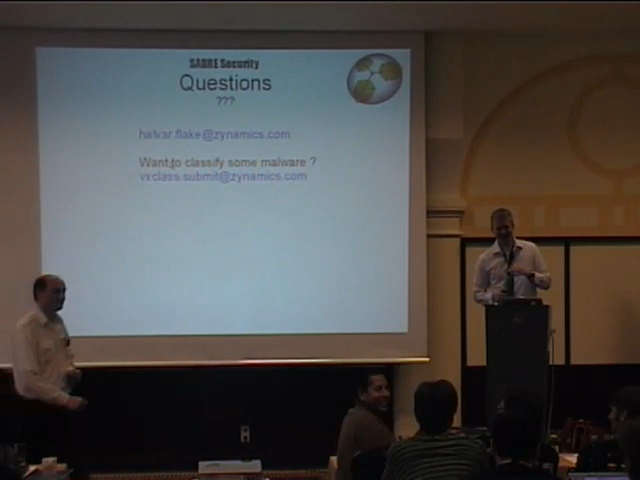 SABRE Security
Questions
???
halvar.flake@zynamics.com
Want to classify some malware ?
vxclass.submit@zynamics.com